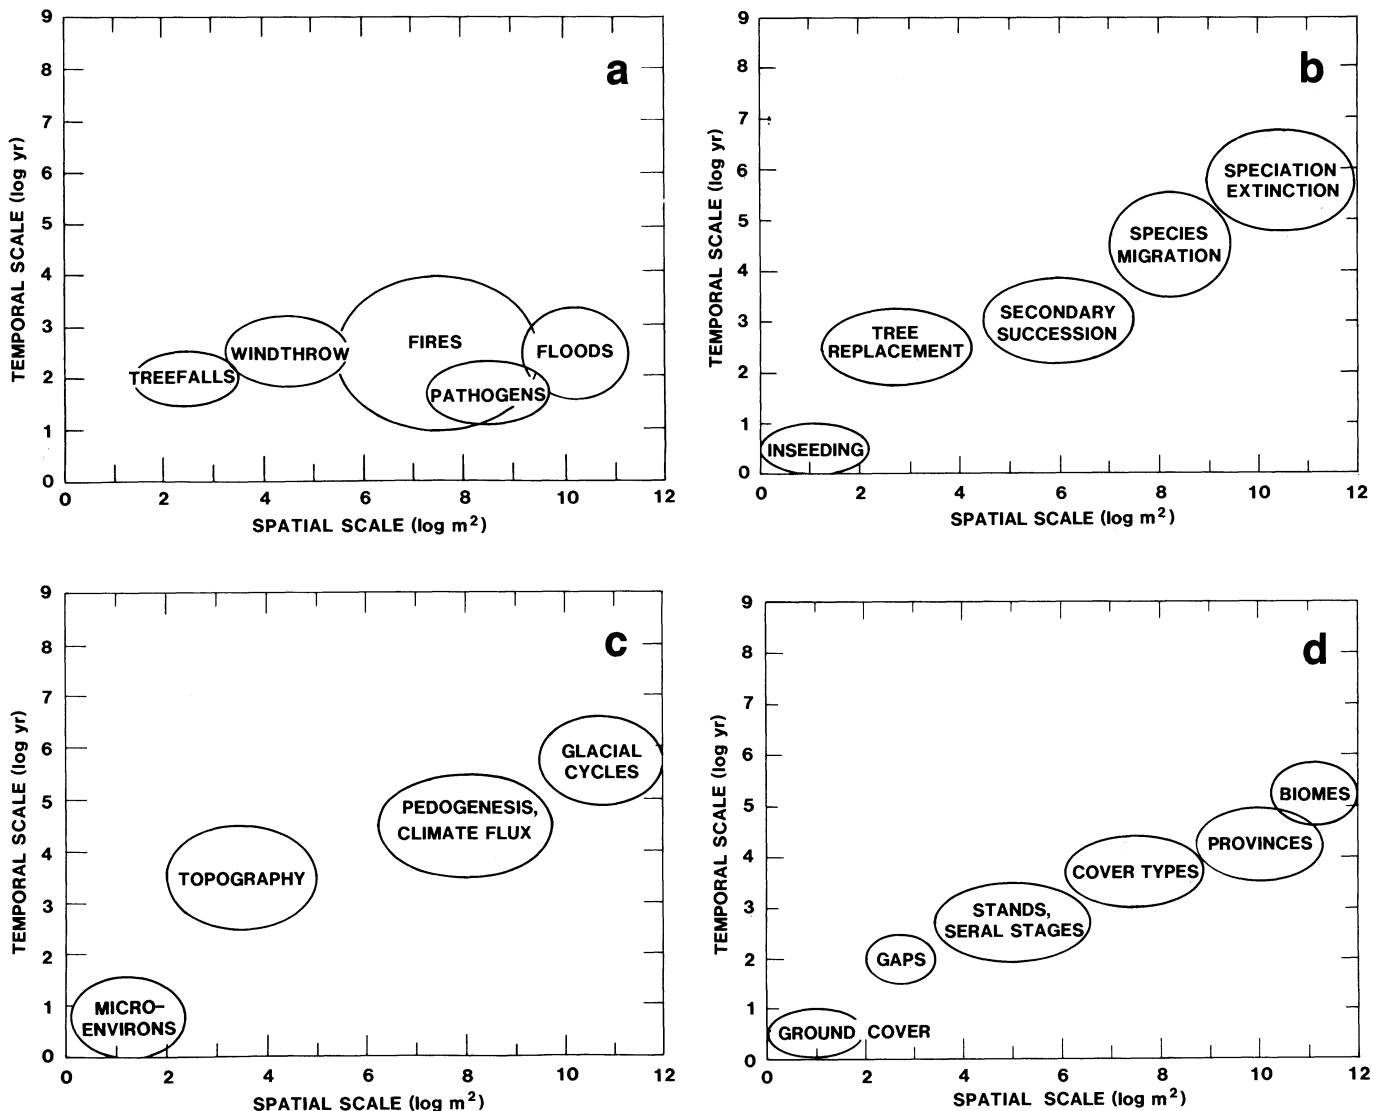 a
TEMPORAL SCALE (log yr)
9
8
7
6
5
4
3
2
1
0
TREEFALLS
WINDTHROW
FIRES
PATHOGENS
FLOODS
0 2 4 6 8 10 12
SPATIAL SCALE (log m²)
b
TEMPORAL SCALE (log yr)
9
8
7
6
5
4
3
2
1
0
SPECIATION
EXTINCTION
SPECIES
MIGRATION
SECONDARY
SUCCESSION
TREE
REPLACEMENT
INSEEDING
0 2 4 6 8 10 12
SPATIAL SCALE (log m²)
c
TEMPORAL SCALE (log yr)
9
8
7
6
5
4
3
2
1
0
GLACIAL
CYCLES
PEDOGENESIS,
CLIMATE FLUX
TOPOGRAPHY
MICRO–
ENVIRONS
0 2 4 6 8 10 12
SPATIAL SCALE (log m²)
d
TEMPORAL SCALE (log yr)
9
8
7
6
5
4
3
2
1
0
BIOMES
PROVINCES
COVER TYPES
STANDS,
SERAL STAGES
GAPS
GROUND COVER
0 2 4 6 8 10 12
SPATIAL SCALE (log m²)